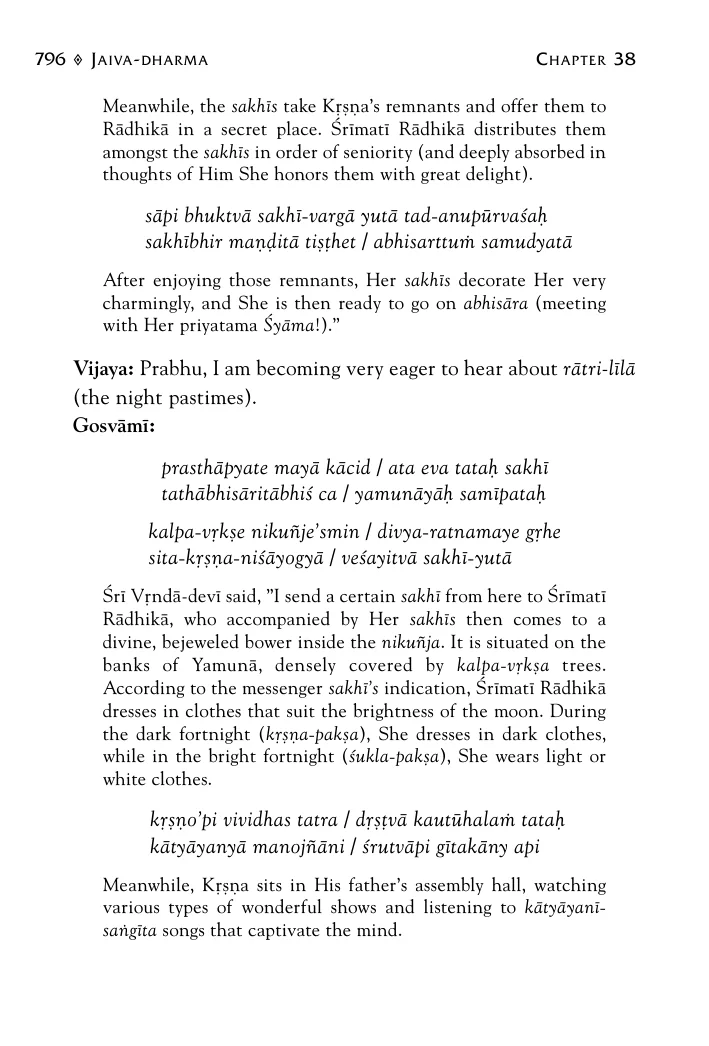 796 ◈ JAIVA-DHARMA CHAPTER 38
Meanwhile, the sakhīs take Kṛṣṇa's remnants and offer them to
Rādhikā in a secret place. Śrīmatī Rādhikā distributes them
amongst the sakhīs in order of seniority (and deeply absorbed in
thoughts of Him She honors them with great delight).
sāpi bhuktvā sakhī-vargā yutā tad-anupūrvaśaḥ
sakhībhir maṇḍitā tiṣṭhet / abhisarttuṁ samudyatā
After enjoying those remnants, Her sakhīs decorate Her very
charmingly, and She is then ready to go on abhisāra (meeting
with Her priyatama Śyāma!)."
Vijaya: Prabhu, I am becoming very eager to hear about rātri-līlā
(the night pastimes).
Gosvāmī:
prasthāpyate mayā kācid / ata eva tataḥ sakhī
tathābhisāritābhiś ca / yamunāyāḥ samīpataḥ
kalpa-vṛkṣe nikuñje'smin / divya-ratnamaye gṛhe
sita-kṛṣṇa-niśāyogyā / veśayitvā sakhī-yutā
Śrī Vṛndā-devī said, "I send a certain sakhī from here to Śrīmatī
Rādhikā, who accompanied by Her sakhīs then comes to a
divine, bejeweled bower inside the nikuñja. It is situated on the
banks of Yamunā, densely covered by kalpa-vṛkṣa trees.
According to the messenger sakhī's indication, Śrīmatī Rādhikā
dresses in clothes that suit the brightness of the moon. During
the dark fortnight (kṛṣṇa-pakṣa), She dresses in dark clothes,
while in the bright fortnight (śukla-pakṣa), She wears light or
white clothes.
kṛṣṇo'pi vividhas tatra / dṛṣṭvā kautūhalaṁ tataḥ
kātyāyanyā manojñāni / śrutvāpi gītakāny api
Meanwhile, Kṛṣṇa sits in His father's assembly hall, watching
various types of wonderful shows and listening to kātyāyanī-
saṅgīta songs that captivate the mind.